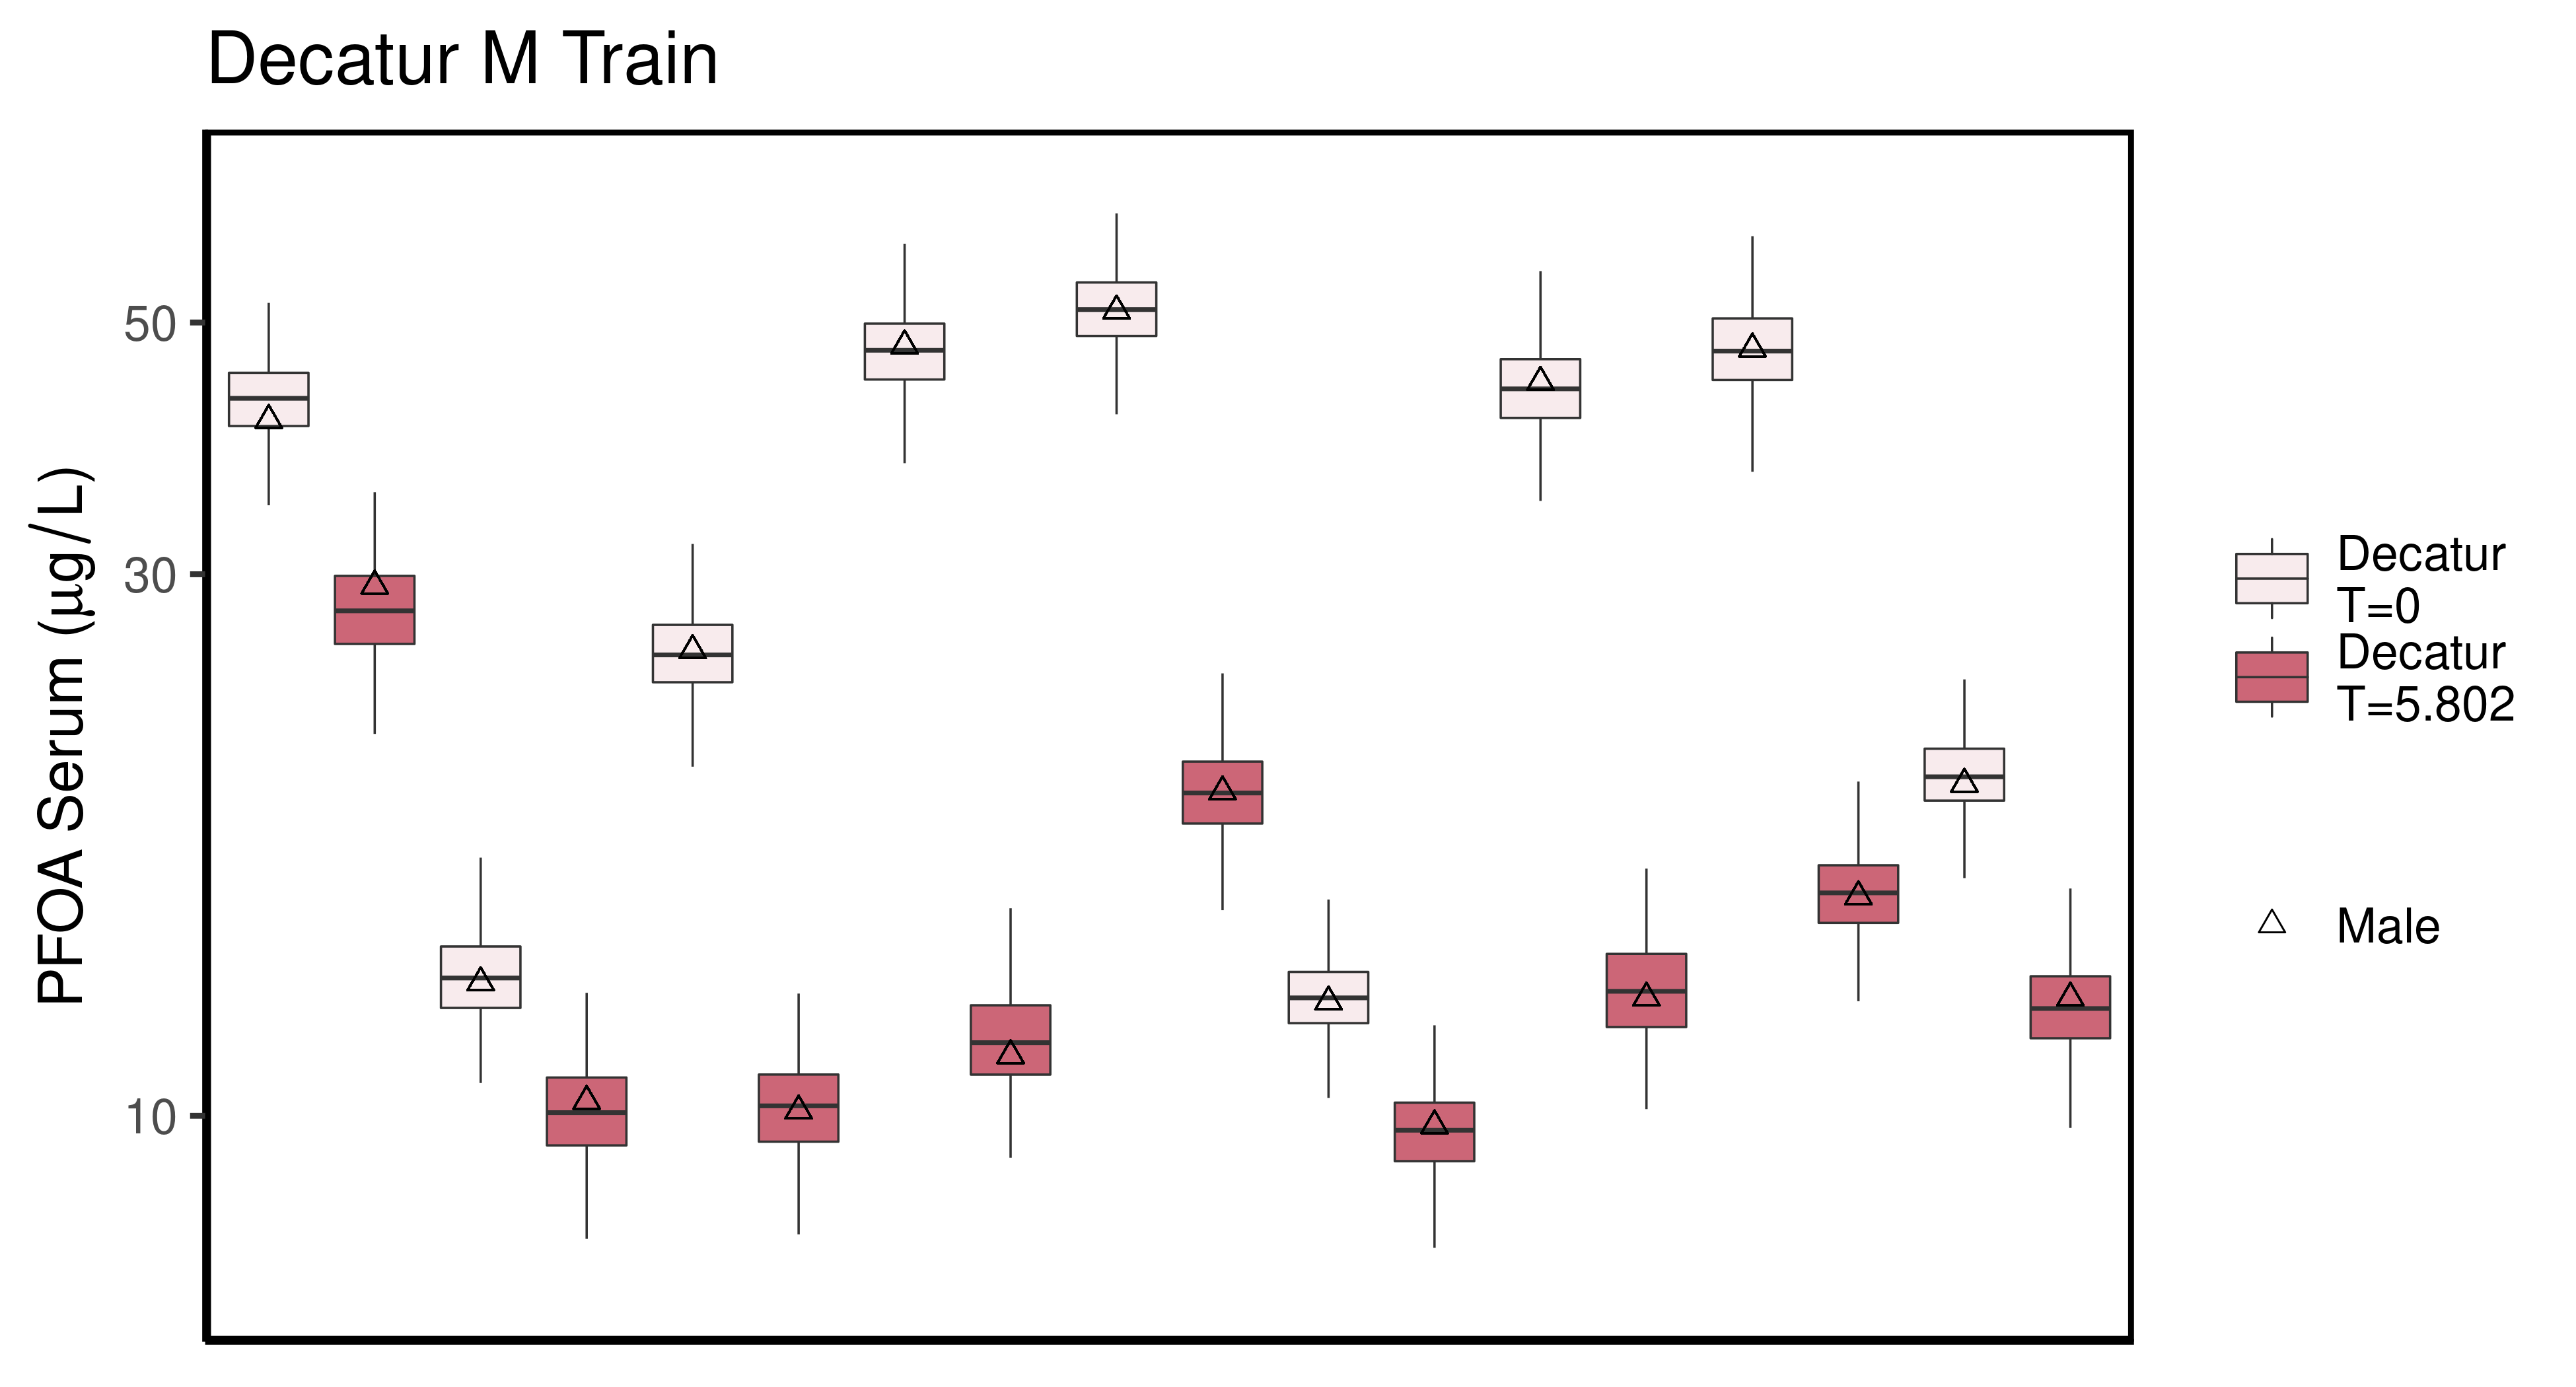 Decatur M Train
PFOA Serum (μg/L)
50
30
10
Decatur
T=0
Decatur
T=5.802
Male